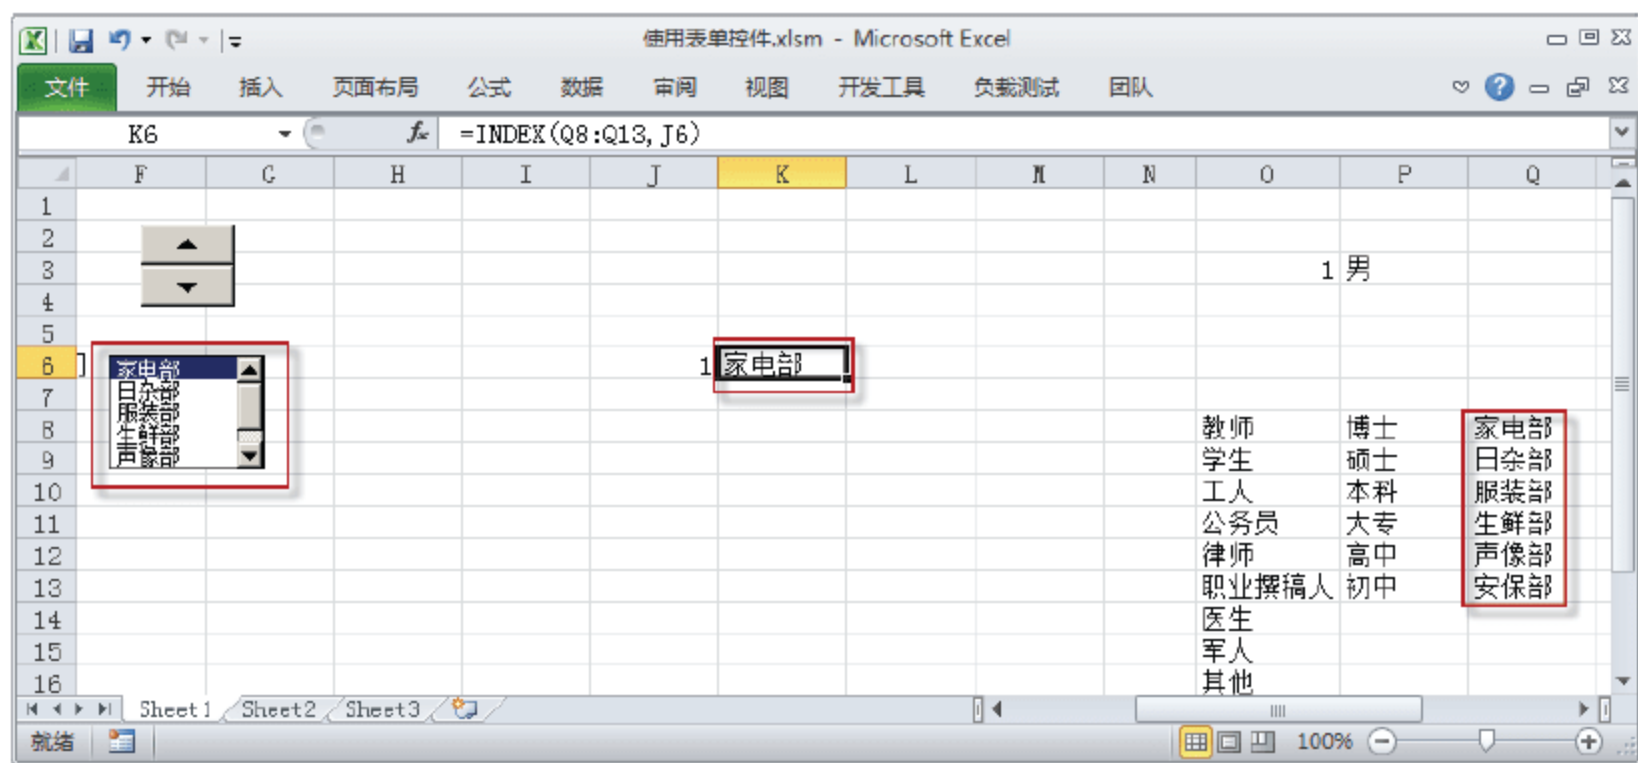 使用表单控件.xlsm - Microsoft Excel
文件 开始 插入 页面布局 公式 数据 审阅 视图 开发工具 负载测试 团队
K6 fx =INDEX(Q8:Q13,J6)
F G H I J K L M N O P Q
1
2
3 1 男
4
5
6 家电部 1 家电部
7 日杂部
服装部
8 生鲜部 教师 博士 家电部
9 声像部 学生 硕士 日杂部
10 工人 本科 服装部
11 公务员 大专 生鲜部
12 律师 高中 声像部
13 职业撰稿人 初中 安保部
14 医生
15 军人
16 其他
Sheet1 Sheet2 Sheet3
就绪 100%